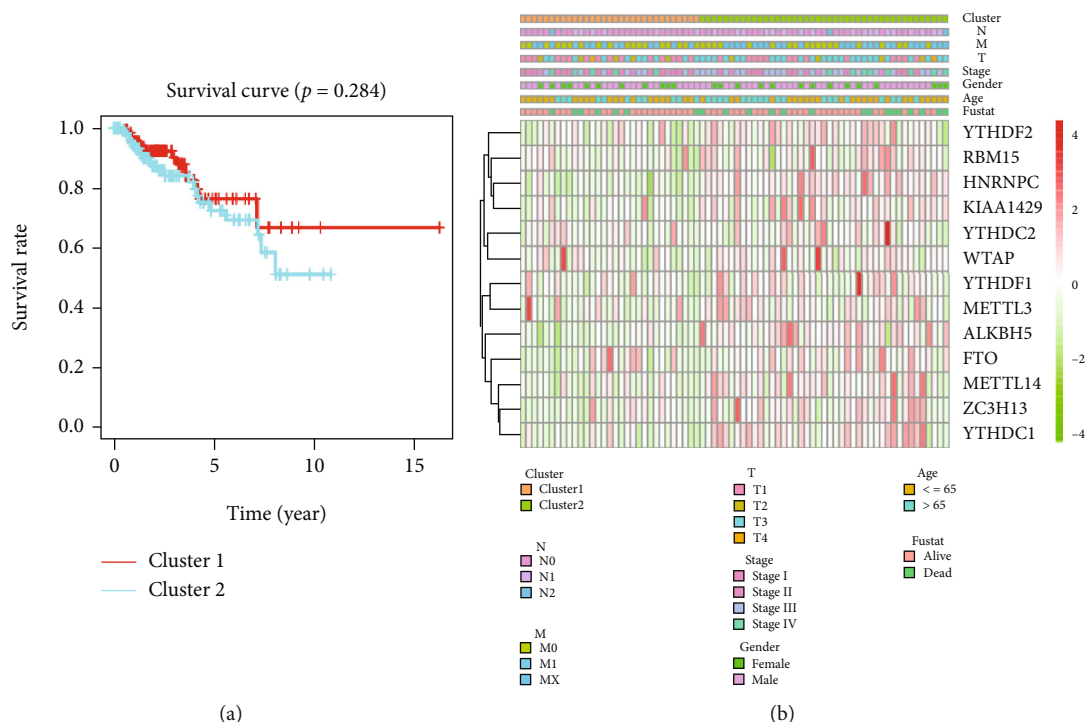 Survival curve (p = 0.284)
1.0
0.8
0.6
0.4
0.2
0.0
Survival rate
0
5
10
15
Time (year)
Cluster 1
Cluster 2
(a)
Cluster
N
M
T
Stage
Gender
Age
Fustat
YTHDF2
RBM15
HNRNPC
KIAA1429
YTHDC2
WTAP
YTHDF1
METTL3
ALKBH5
FTO
METTL14
ZC3H13
YTHDC1
4
2
0
−2
−4
Cluster
Cluster1
Cluster2
N
N0
N1
N2
M
M0
M1
MX
T
T1
T2
T3
T4
Stage
Stage I
Stage II
Stage III
Stage IV
Gender
Female
Male
Age
< = 65
> 65
Fustat
Alive
Dead
(b)